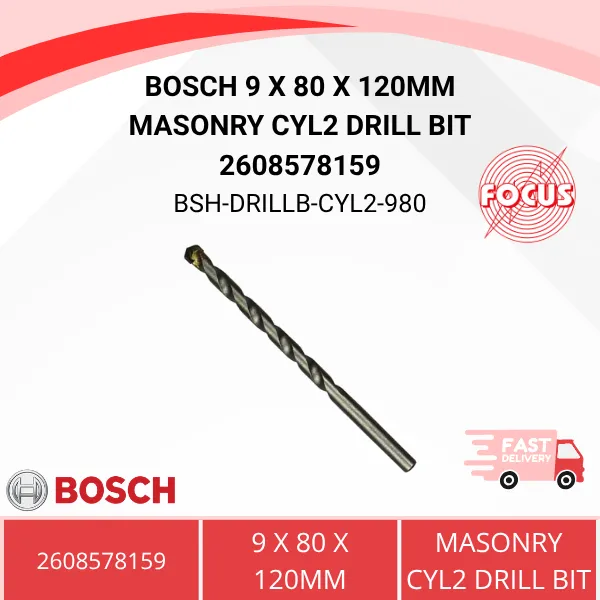 BOSCH 9 X 80 X 120MM
MASONRY CYL2 DRILL BIT
2608578159
BSH-DRILLB-CYL2-980
FOCUS
FAST
DELIVERY
BOSCH
2608578159
9 X 80 X
120MM
MASONRY
CYL2 DRILL BIT